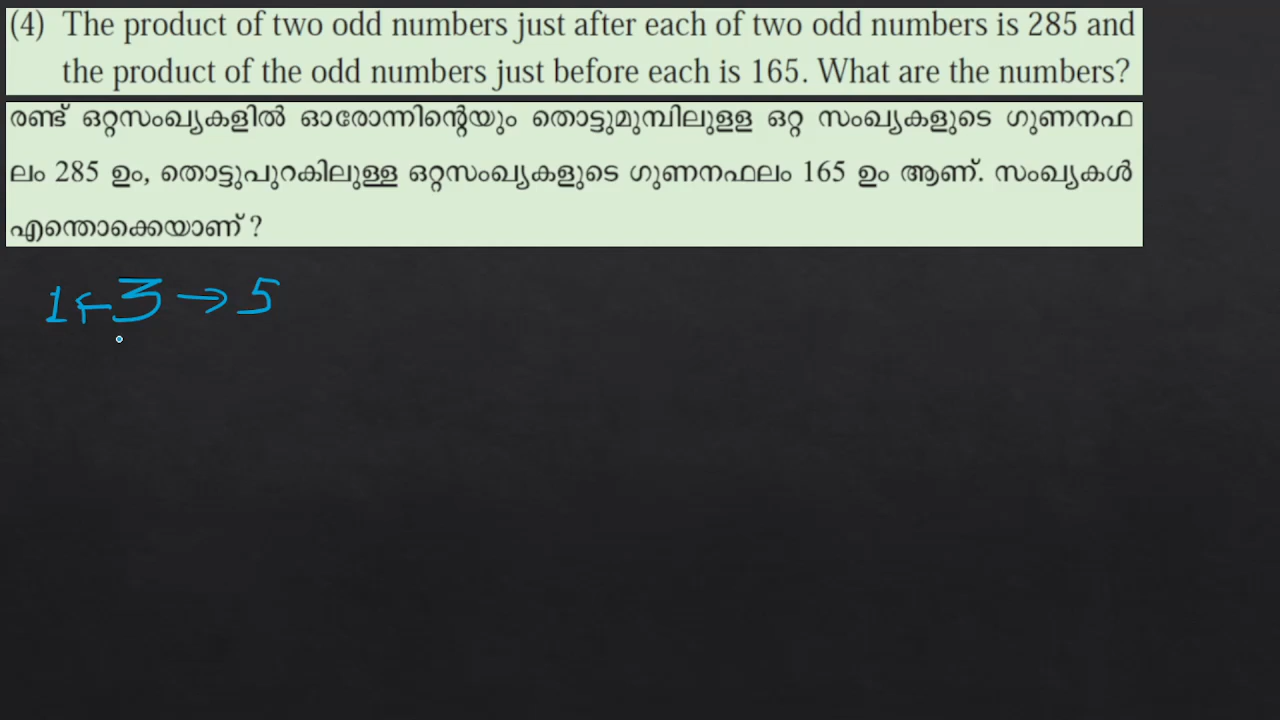 (4) The product of two odd numbers just after each of two odd numbers is 285 and
the product of the odd numbers just before each is 165. What are the numbers?
രണ്ട് ഒറ്റസംഖ്യകളിൽ ഓരോന്നിന്റെയും തൊട്ടുമുമ്പിലുളള ഒറ്റ സംഖ്യകളുടെ ഗുണനഫ
ലം 285 ഉം, തൊട്ടുപുറകിലുള്ള ഒറ്റസംഖ്യകളുടെ ഗുണനഫലം 165 ഉം ആണ്. സംഖ്യകൾ
എന്തൊക്കെയാണ് ?
1 ← 3 → 5